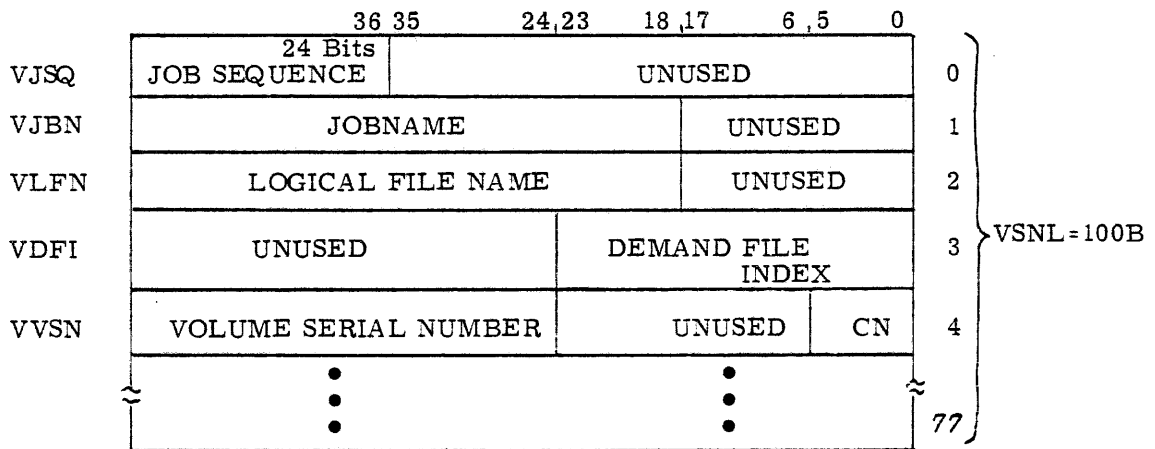 36 35 24,23 18,17 6,5 0
24 Bits
VJSQ JOB SEQUENCE UNUSED 0
VJBN JOBNAME UNUSED 1
VLFN LOGICAL FILE NAME UNUSED 2
VDFI UNUSED DEMAND FILE INDEX 3
VSNL=100B
VVSN VOLUME SERIAL NUMBER UNUSED CN 4
77